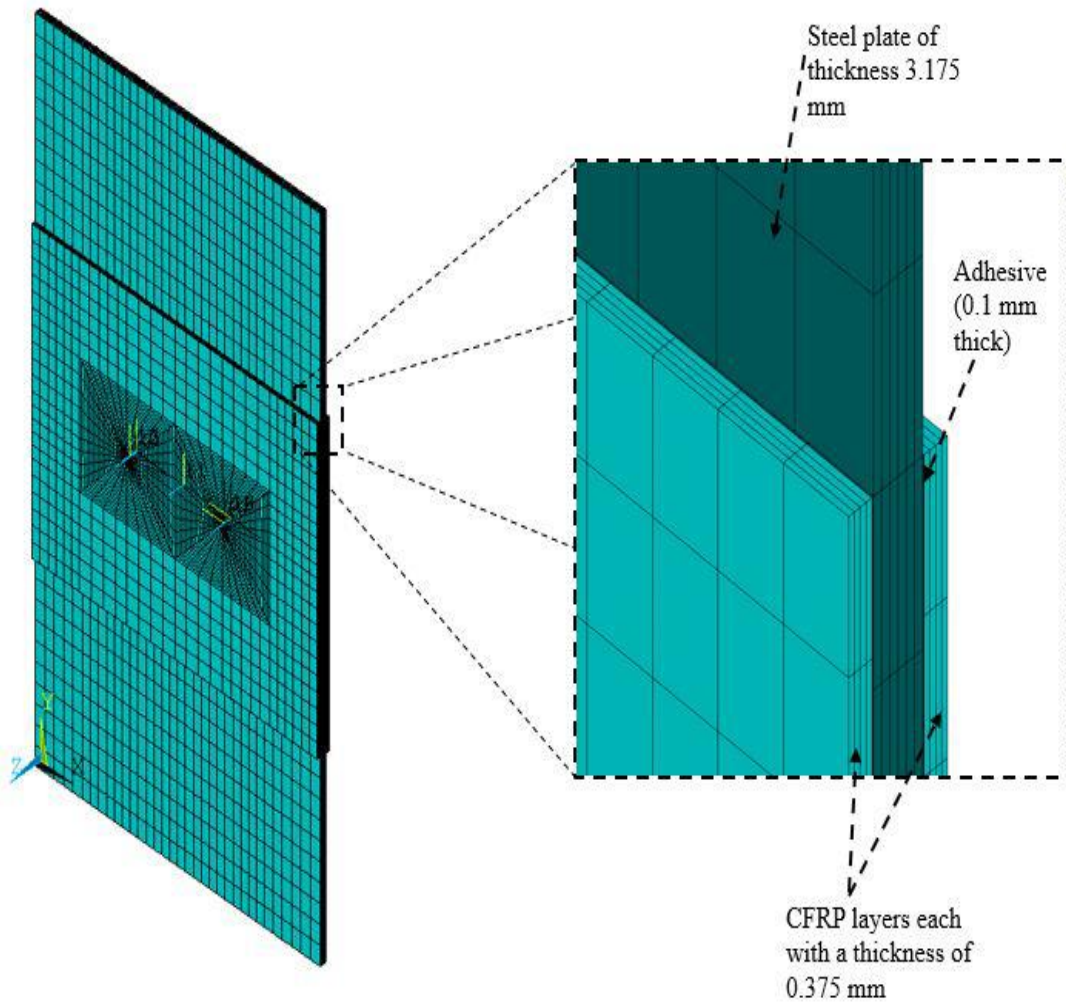 Steel plate of
thickness 3.175
mm
Adhesive
(0.1 mm
thick)
Y
Z
X
CFRP layers each
with a thickness of
0.375 mm